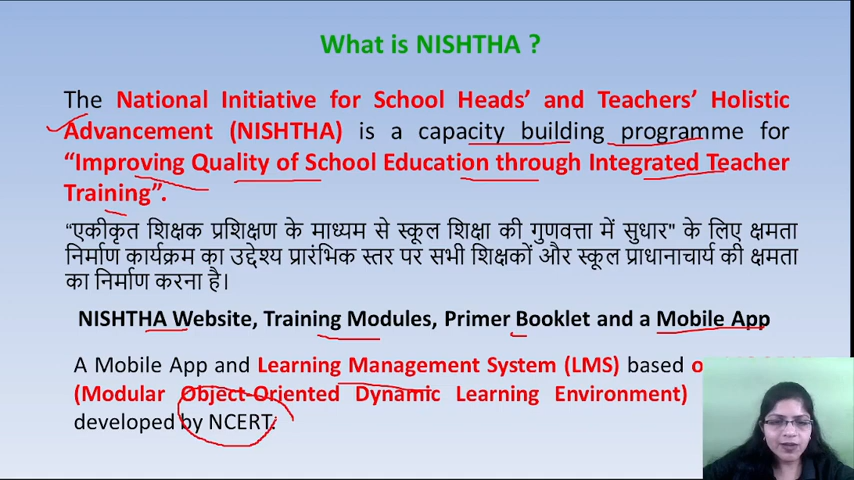 What is NISHTHA ?
The National Initiative for School Heads’ and Teachers’ Holistic
Advancement (NISHTHA) is a capacity building programme for
“Improving Quality of School Education through Integrated Teacher
Training”.
“एकीकृत शिक्षक प्रशिक्षण के माध्यम से स्कूल शिक्षा की गुणवत्ता में सुधार" के लिए क्षमता
निर्माण कार्यक्रम का उद्देश्य प्रारंभिक स्तर पर सभी शिक्षकों और स्कूल प्राधानाचार्य की क्षमता
का निर्माण करना है।
NISHTHA Website, Training Modules, Primer Booklet and a Mobile App
A Mobile App and Learning Management System (LMS) based
(Modular Object-Oriented Dynamic Learning Environment)
developed by NCERT.